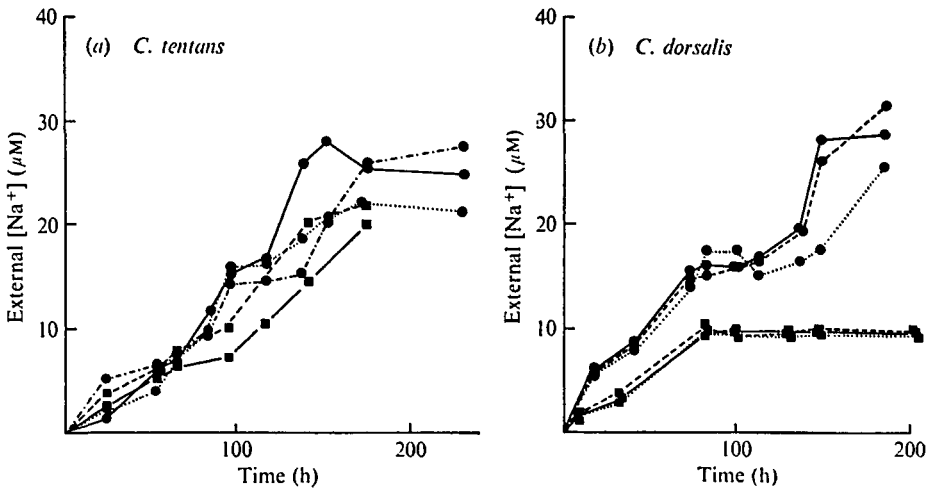 (a) C. tentans
External [Na⁺] (μM)
40
30
20
10
100
200
Time (h)
(b) C. dorsalis
External [Na⁺] (μM)
40
30
20
10
100
200
Time (h)